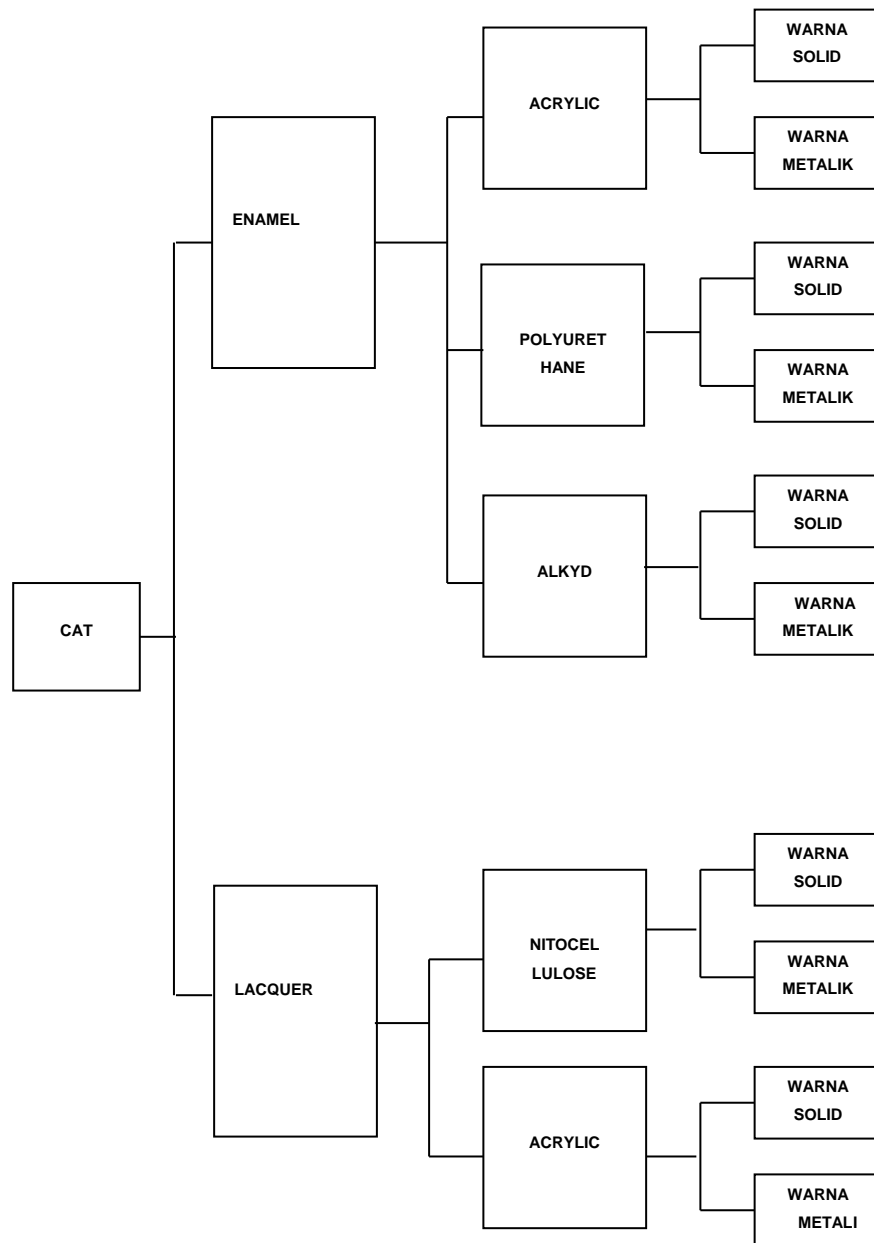 WARNA
SOLID
ACRYLIC
WARNA
METALIK
ENAMEL
WARNA
SOLID
POLYURET
HANE
WARNA
METALIK
WARNA
SOLID
ALKYD
WARNA
METALIK
CAT
WARNA
SOLID
NITOCEL
LULOSE
WARNA
METALIK
LACQUER
WARNA
SOLID
ACRYLIC
WARNA
METALI